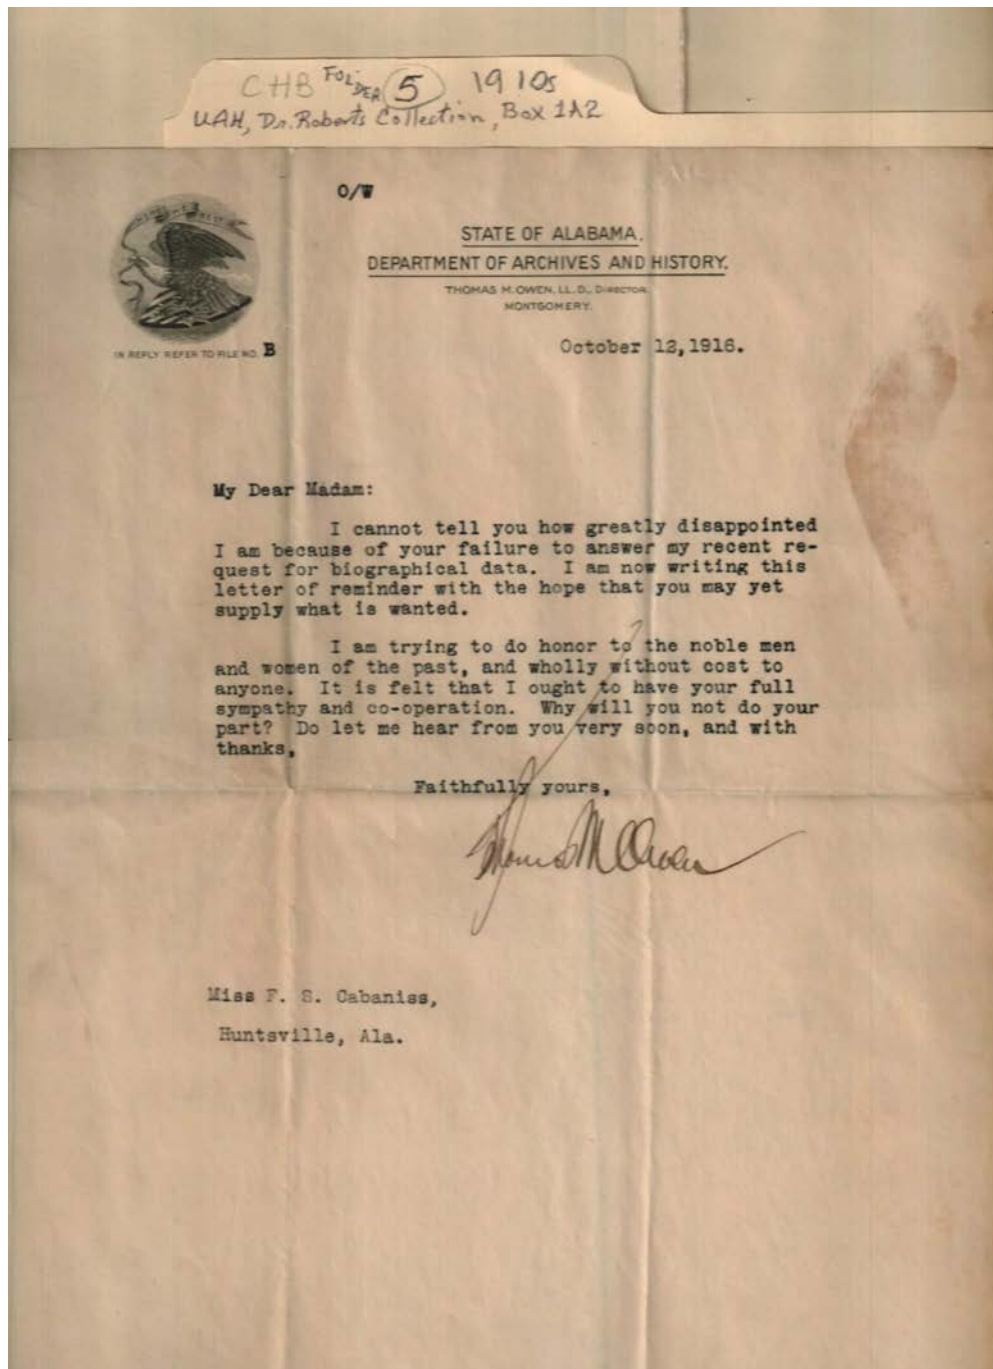 CHB FOLDER 5 1910s
UAH, Dr. Roberts Collection, Box 1A2
O/W
STATE OF ALABAMA.
DEPARTMENT OF ARCHIVES AND HISTORY.
THOMAS M. OWEN, LL. D., DIRECTOR
MONTGOMERY.
IN REPLY REFER TO FILE NO. B
October 12,1916.
My Dear Madam:
I cannot tell you how greatly disappointed
I am because of your failure to answer my recent re-
quest for biographical data. I am now writing this
letter of reminder with the hope that you may yet
supply what is wanted.
I am trying to do honor to the noble men
and women of the past, and wholly without cost to
anyone. It is felt that I ought to have your full
sympathy and co-operation. Why will you not do your
part? Do let me hear from you very soon, and with
thanks,
Faithfully yours,
Thomas M Owen
Miss F. S. Cabaniss,
Huntsville, Ala.